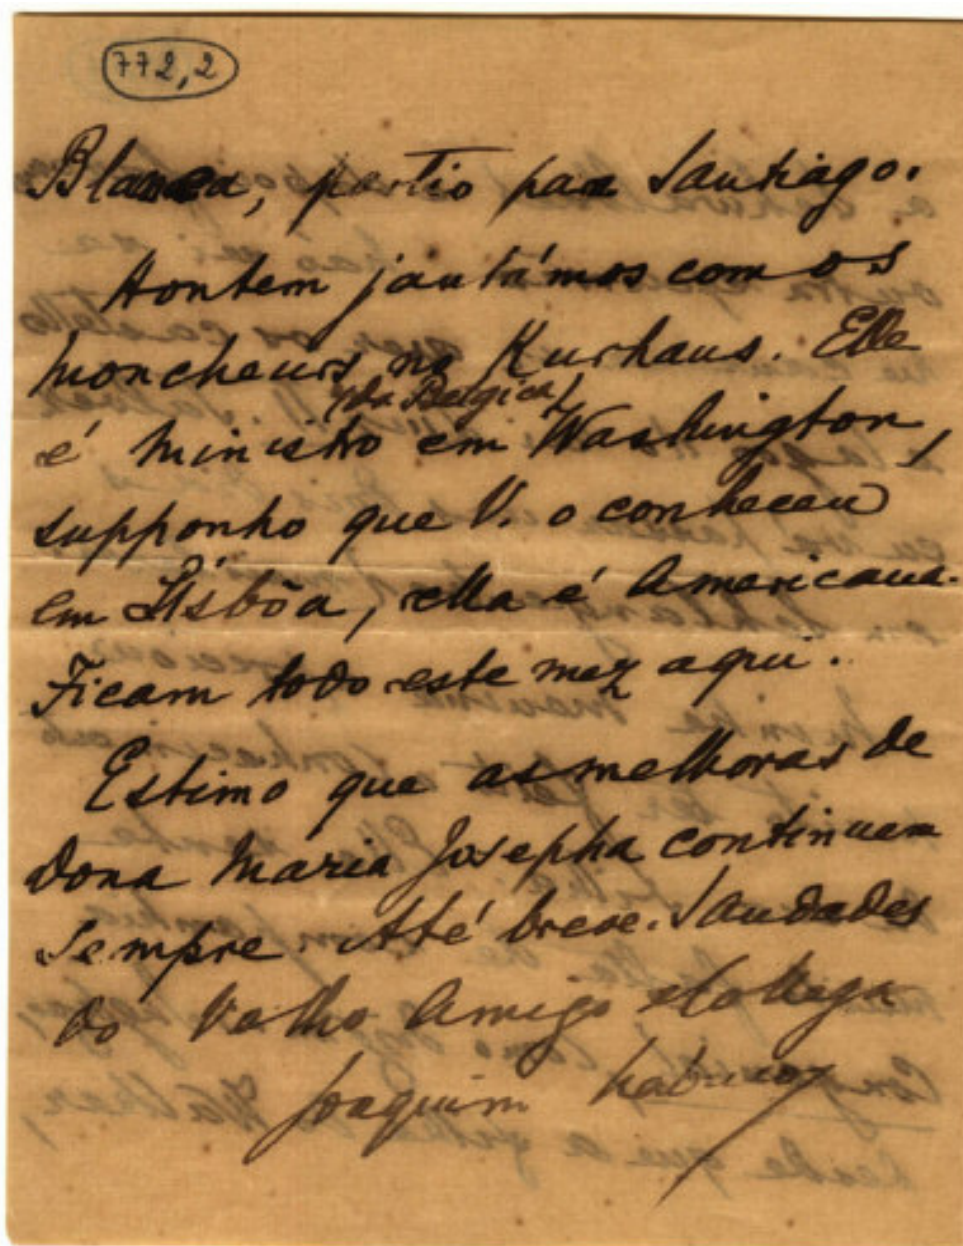 772,2
Blanca, partio para Santiago.
Hontem jantámos com os
Moncheurs no Kurhaus. Elle
(da Belgica)
é ministro em Washington,
supponho que V. o conheceu
em Lisbôa, ella é Americana.
Ficam todo este mez aqui.
Estimo que as melhoras de
Dona Maria Josepha continuem
sempre. Até breve. Saudades
do Velho Amigo e Collega
Joaquim Nabuco